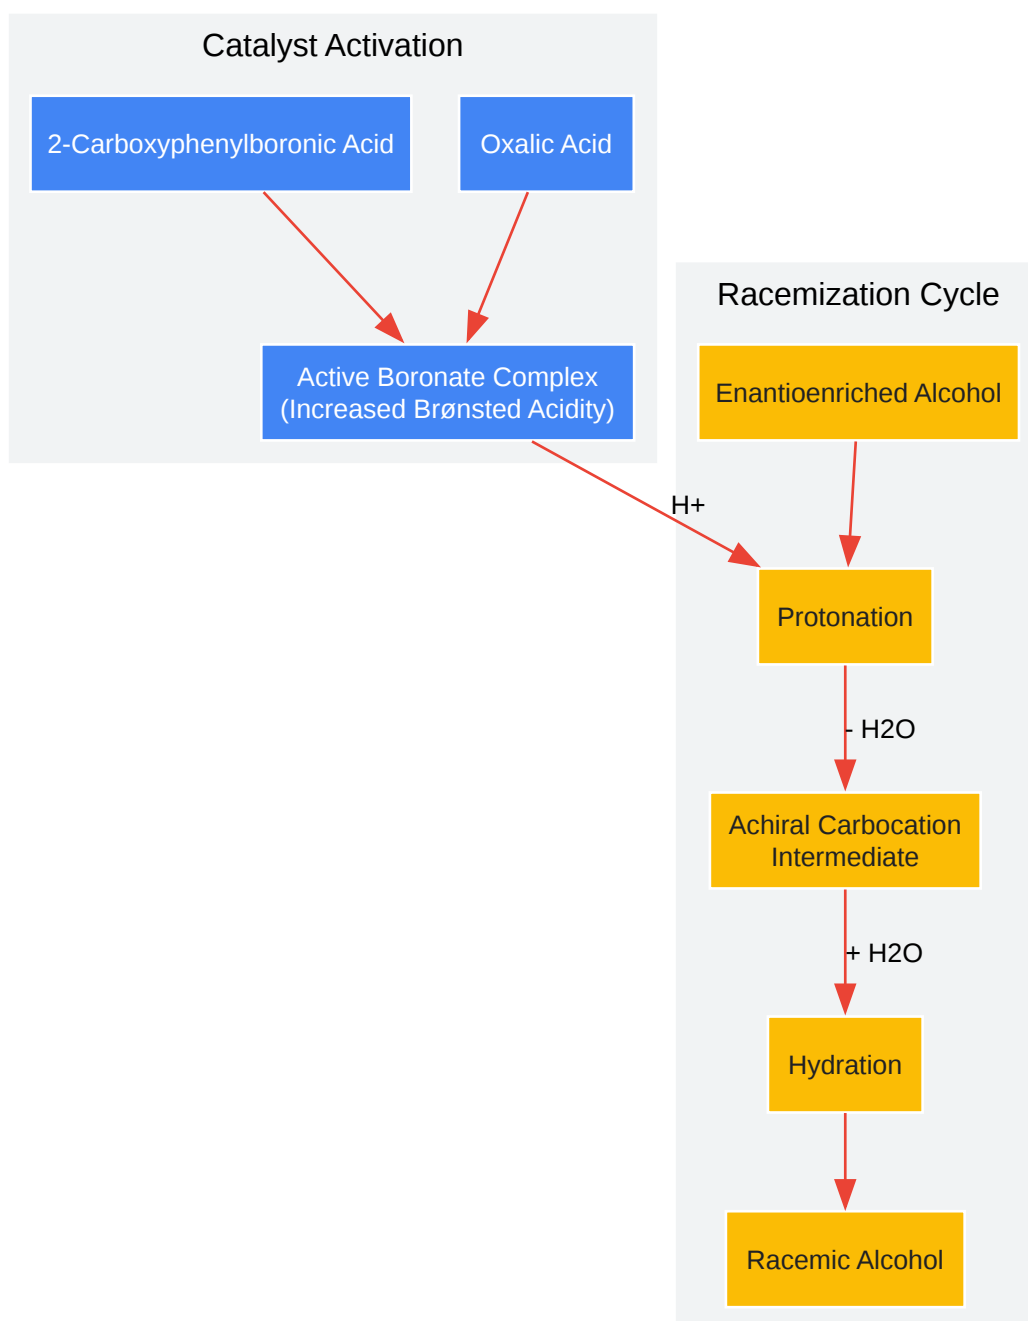 Catalyst Activation
2-Carboxyphenylboronic Acid
Oxalic Acid
Active Boronate Complex
(Increased Brønsted Acidity)
Racemization Cycle
Enantioenriched Alcohol
H+
Protonation
- H2O
Achiral Carbocation
Intermediate
+ H2O
Hydration
Racemic Alcohol